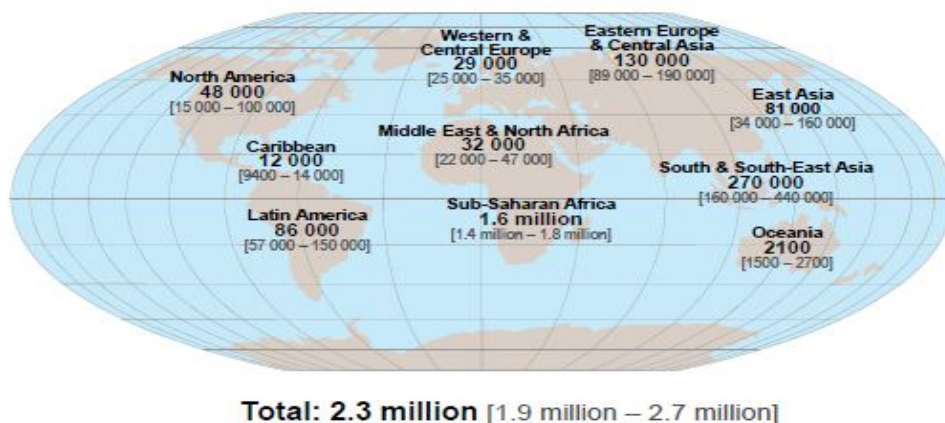 Western &
Central Europe
29 000
[25 000 – 35 000]
Eastern Europe
& Central Asia
130 000
[89 000 – 190 000]
North America
48 000
[15 000 – 100 000]
East Asia
81 000
[34 000 – 160 000]
Middle East & North Africa
32 000
[22 000 – 47 000]
Caribbean
12 000
[9400 – 14 000]
South & South-East Asia
270 000
[160 000 – 440 000]
Sub-Saharan Africa
1.6 million
[1.4 million – 1.8 million]
Latin America
86 000
[57 000 – 150 000]
Oceania
2100
[1500 – 2700]
Total: 2.3 million [1.9 million – 2.7 million]